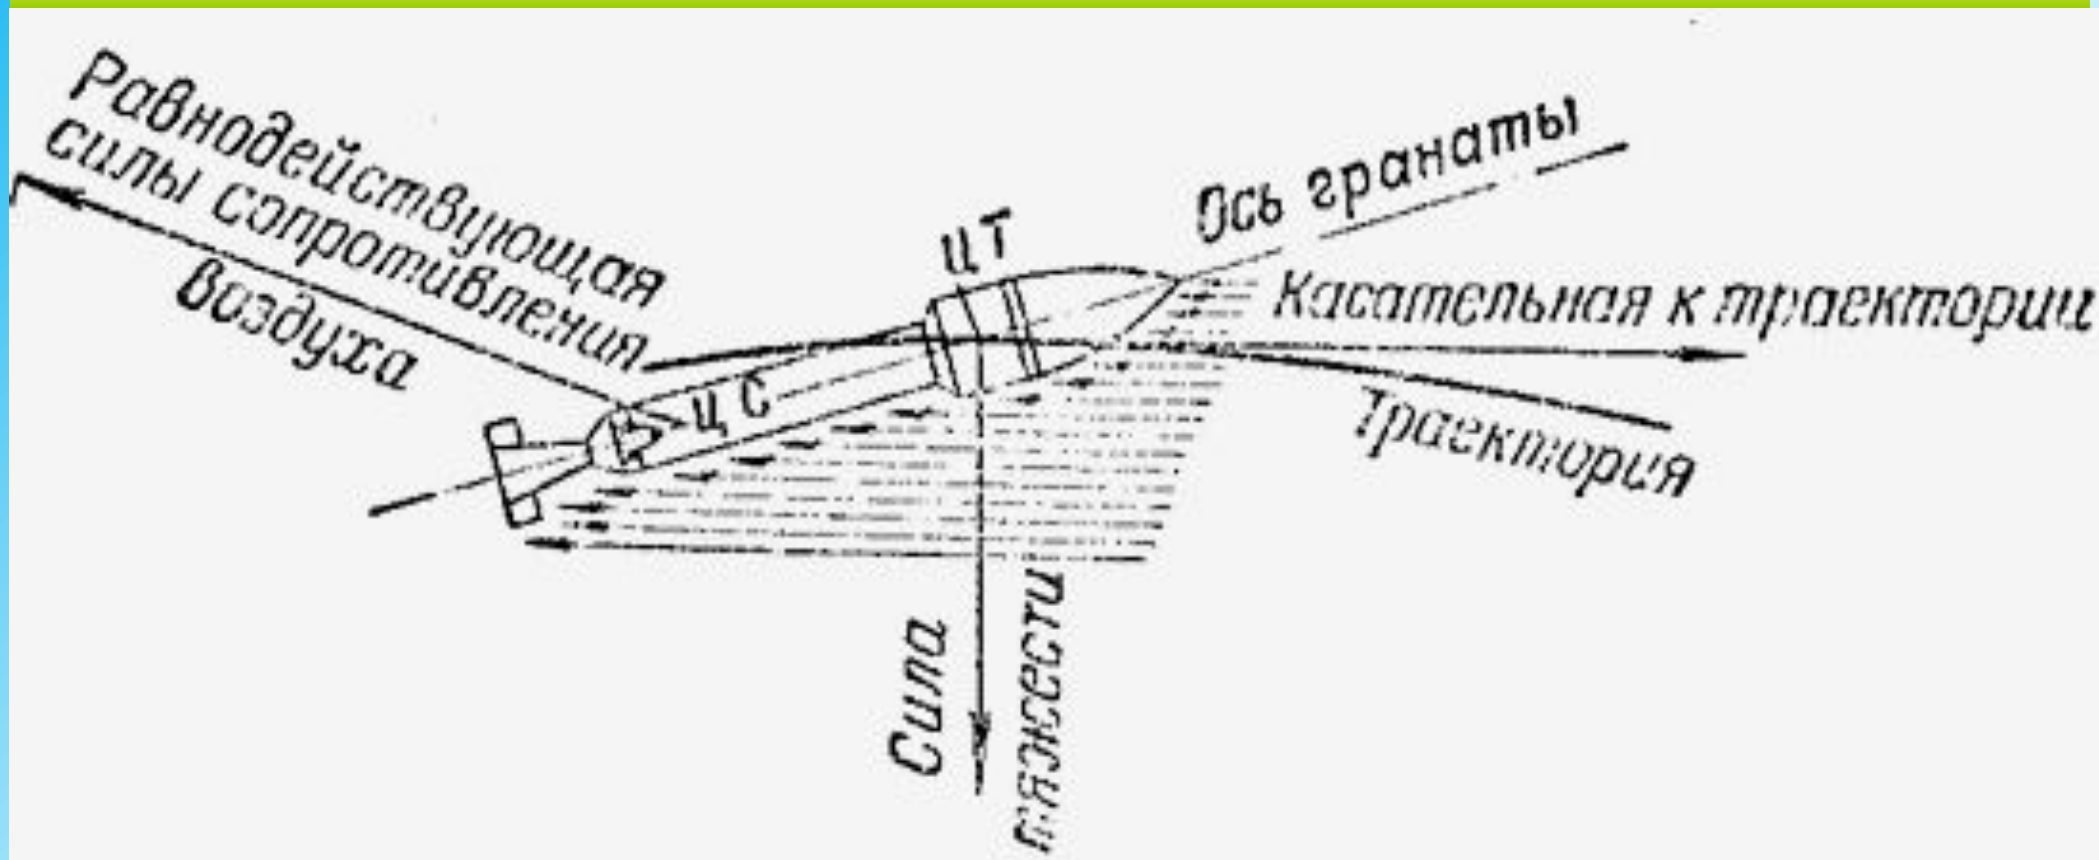 Равнодействующая
силы сопротивления
воздуха
ЦТ
Ось гранаты
Касательная к траектории
ЦС
Траектория
Сила
тяжести